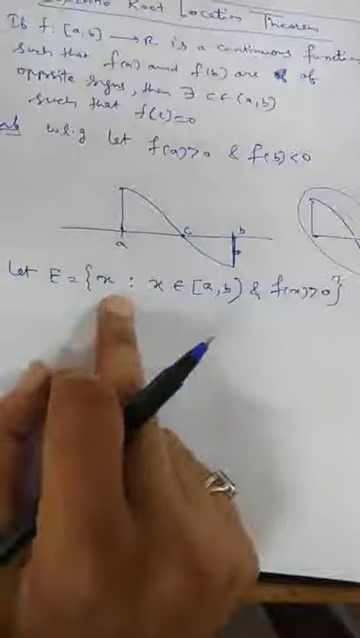 Root Location Theorem
If f: [a,b] → R is a continuous function
such that f(a) and f(b) are of
opposite signs, then ∃ c ∈ (a,b)
such that f(c)=0
w.l.g let f(a)>0 & f(b)<0
a c b
Let E = {x : x ∈ [a,b) & f(x)>0}